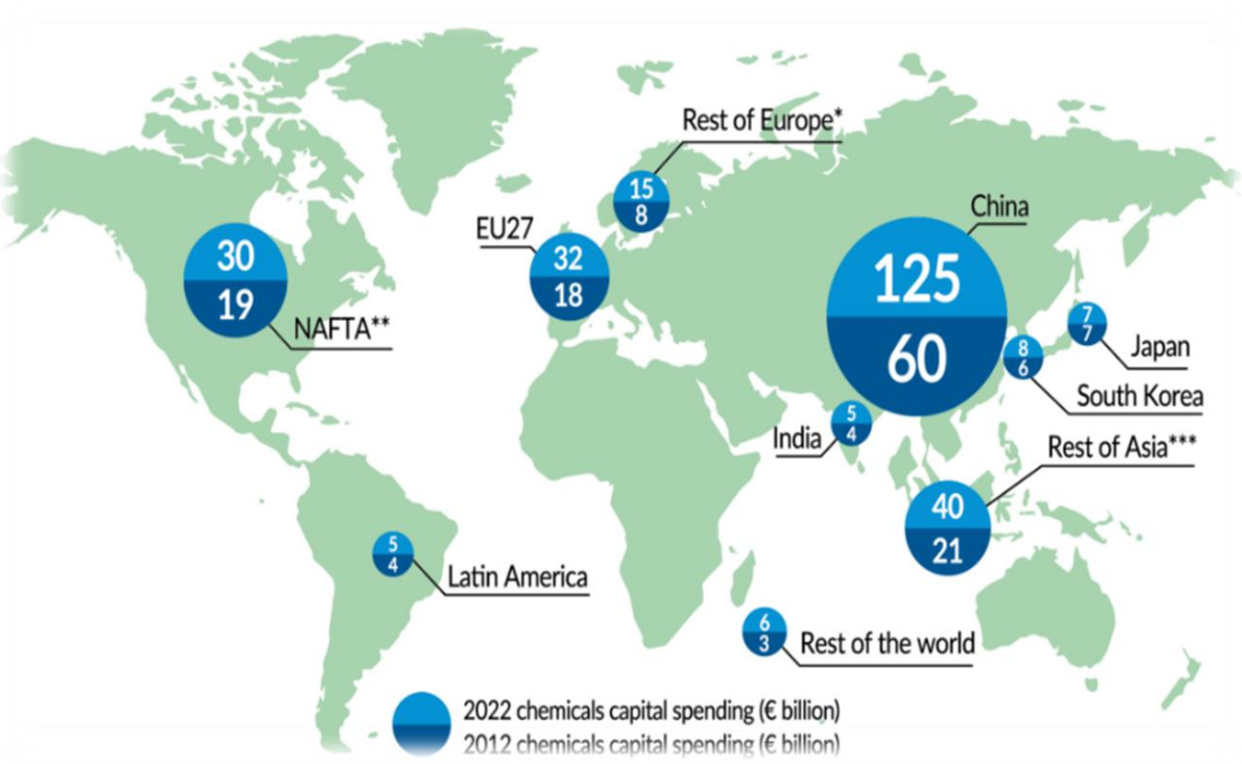 Rest of Europe*
15
8
China
EU27
32
18
125
60
30
19
NAFTA**
7
7
Japan
8
6
South Korea
5
4
India
Rest of Asia***
40
21
5
4
Latin America
6
3
Rest of the world
2022 chemicals capital spending (€ billion)
2012 chemicals capital spending (€ billion)